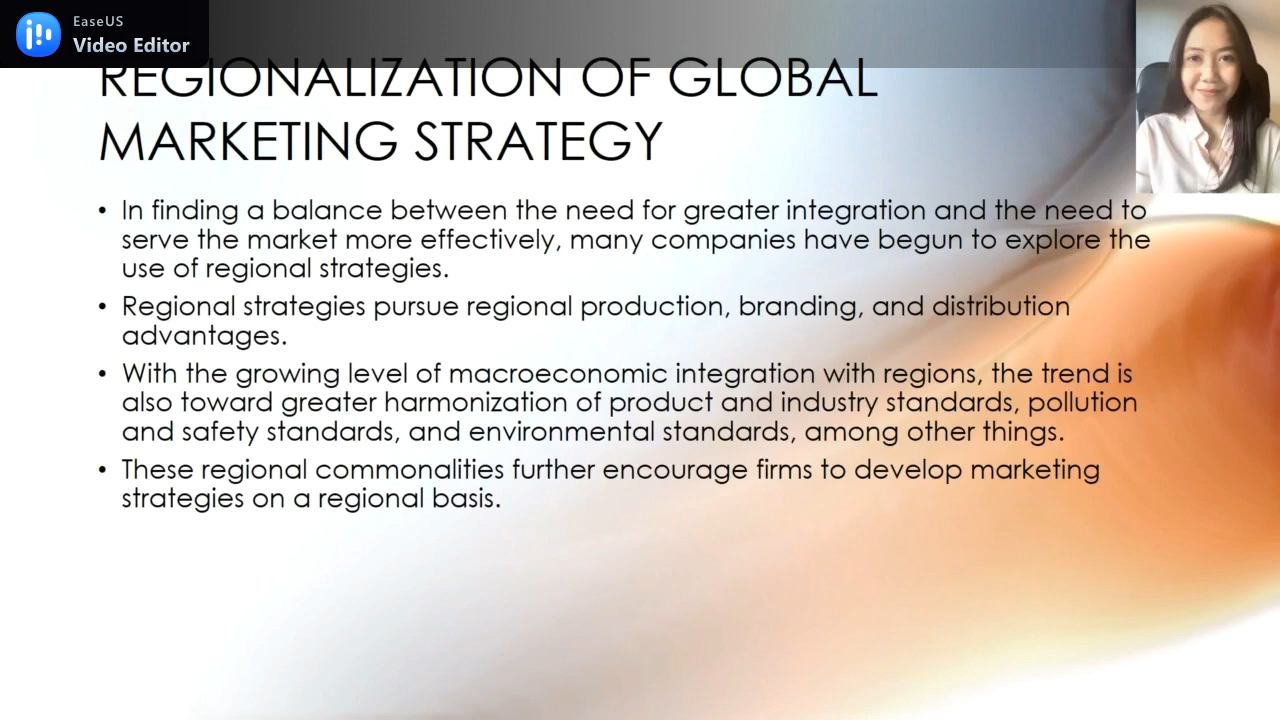 EaseUS
Video Editor
REGIONALIZATION OF GLOBAL
MARKETING STRATEGY
• In finding a balance between the need for greater integration and the need to
serve the market more effectively, many companies have begun to explore the
use of regional strategies.
• Regional strategies pursue regional production, branding, and distribution
advantages.
• With the growing level of macroeconomic integration with regions, the trend is
also toward greater harmonization of product and industry standards, pollution
and safety standards, and environmental standards, among other things.
• These regional commonalities further encourage firms to develop marketing
strategies on a regional basis.